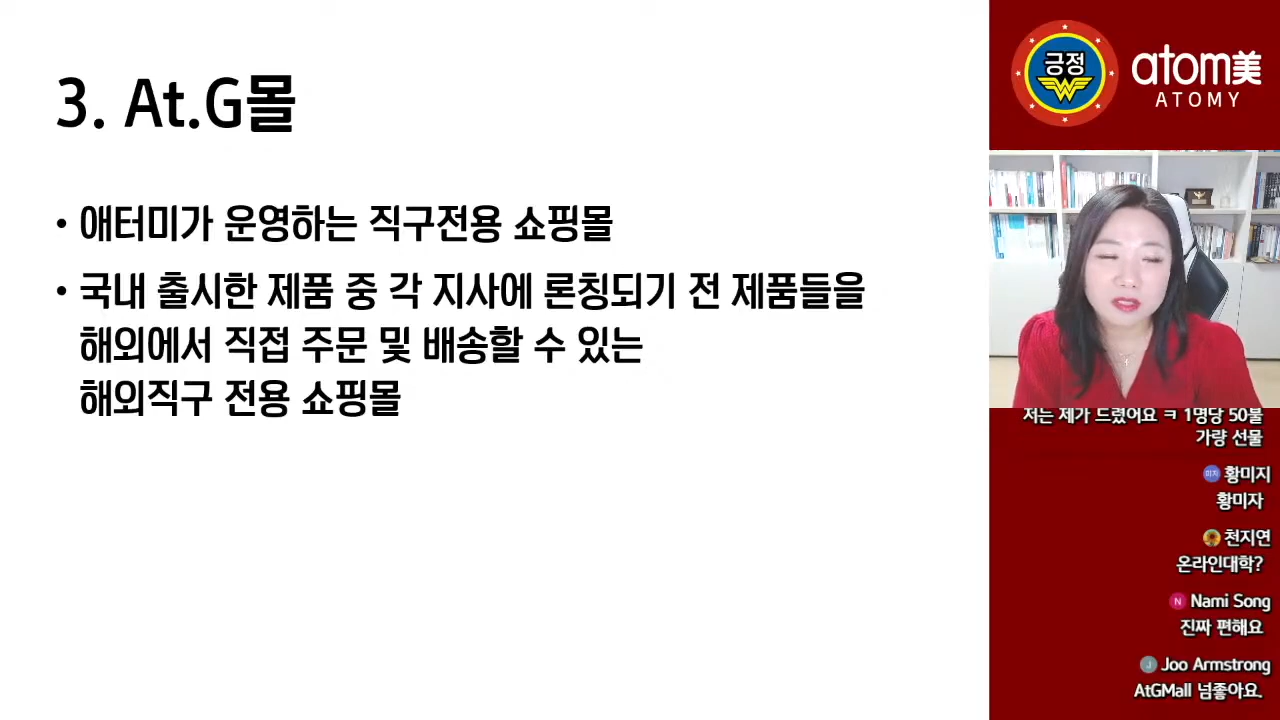 3. At.G몰
• 애터미가 운영하는 직구전용 쇼핑몰
• 국내 출시한 제품 중 각 지사에 론칭되기 전 제품들을
해외에서 직접 주문 및 배송할 수 있는
해외직구 전용 쇼핑몰
긍정
atom美
ATOMY
저는 제가 드렸어요 ㅋ 1명당 50불
가량 선물
미지 황미지
황미자
천지연
온라인대학?
N Nami Song
진짜 편해요
J Joo Armstrong
AtGMall 넘좋아요.